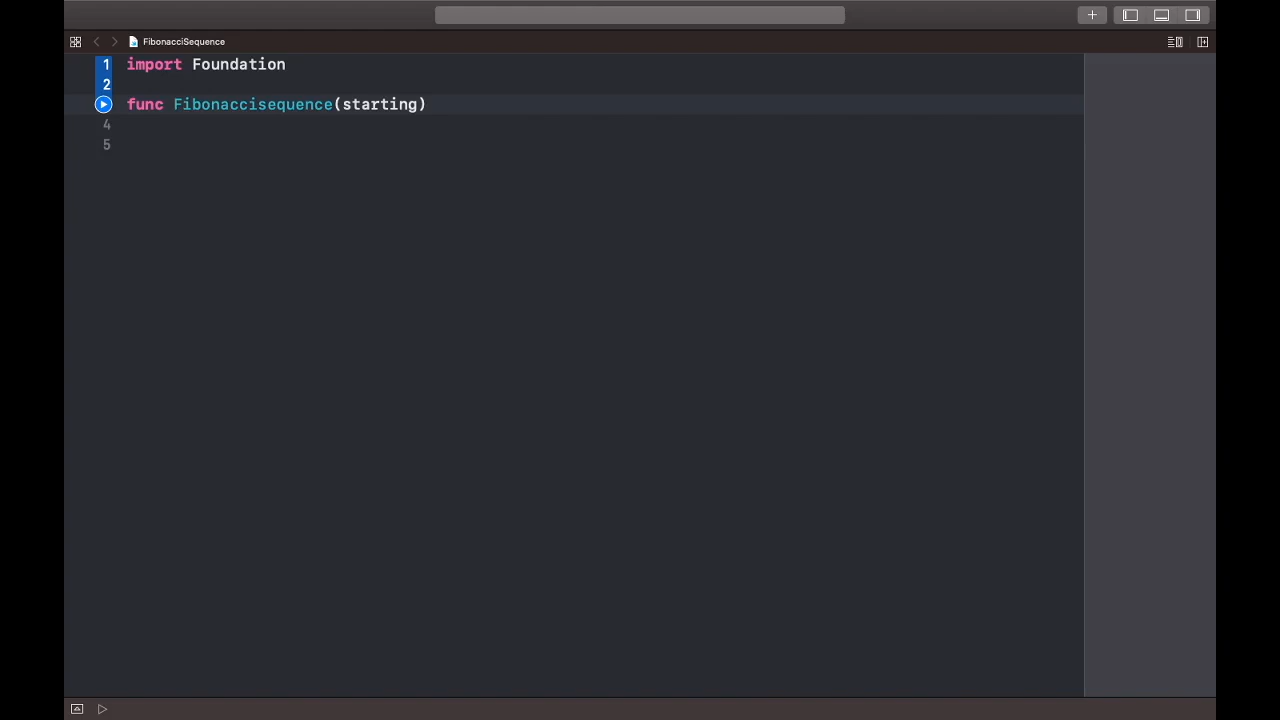 FibonacciSequence
1 import Foundation
2
func Fibonaccisequence(starting)
4
5